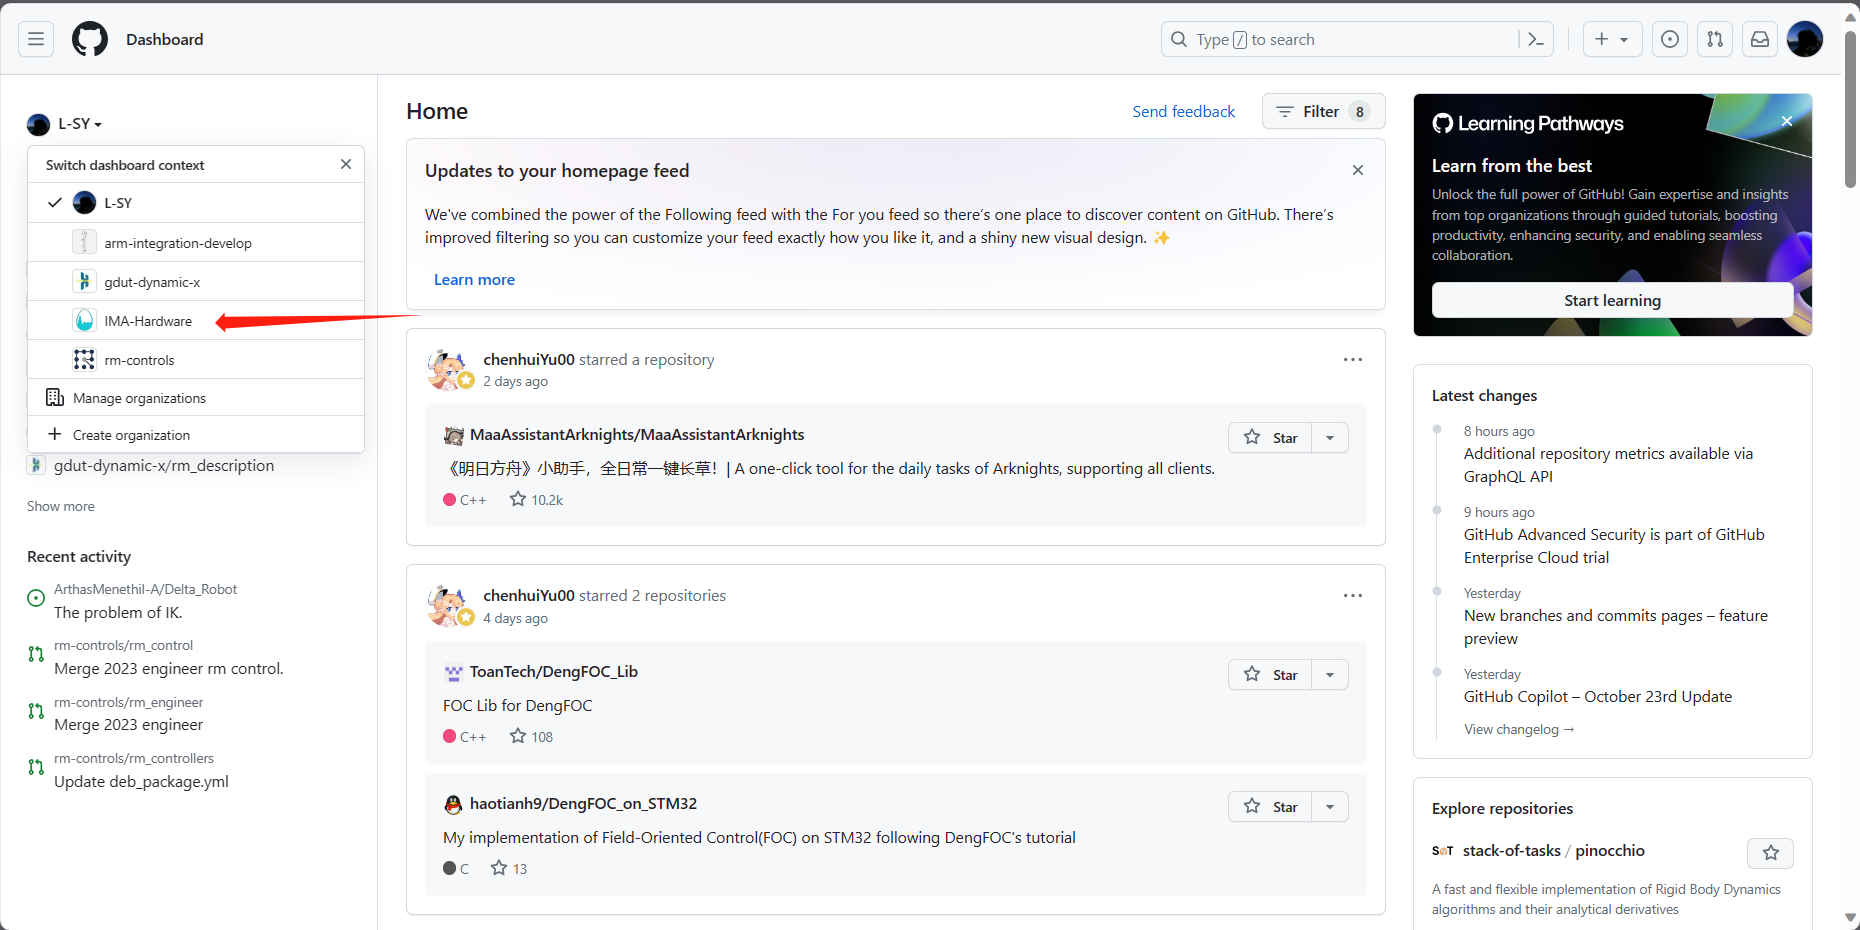 Dashboard
Type / to search
L-SY
Switch dashboard context
L-SY
arm-integration-develop
gdut-dynamic-x
IMA-Hardware
rm-controls
Manage organizations
Create organization
gdut-dynamic-x/rm_description
Show more
Recent activity
ArthasMenethil-A/Delta_Robot
The problem of IK.
rm-controls/rm_control
Merge 2023 engineer rm control.
rm-controls/rm_engineer
Merge 2023 engineer
rm-controls/rm_controllers
Update deb_package.yml
Home
Send feedback
Filter 8
Updates to your homepage feed
We've combined the power of the Following feed with the For you feed so there's one place to discover content on GitHub. There's
improved filtering so you can customize your feed exactly how you like it, and a shiny new visual design. ✨
Learn more
chenhuiYu00 starred a repository
2 days ago
MaaAssistantArknights/MaaAssistantArknights
Star
《明日方舟》小助手，全日常一键长草！| A one-click tool for the daily tasks of Arknights, supporting all clients.
C++ 10.2k
chenhuiYu00 starred 2 repositories
4 days ago
ToanTech/DengFOC_Lib
Star
FOC Lib for DengFOC
C++ 108
haotianh9/DengFOC_on_STM32
Star
My implementation of Field-Oriented Control(FOC) on STM32 following DengFOC's tutorial
C 13
Learning Pathways
Learn from the best
Unlock the full power of GitHub! Gain expertise and insights
from top organizations through guided tutorials, boosting
productivity, enhancing security, and enabling seamless
collaboration.
Start learning
Latest changes
8 hours ago
Additional repository metrics available via
GraphQL API
9 hours ago
GitHub Advanced Security is part of GitHub
Enterprise Cloud trial
Yesterday
New branches and commits pages – feature
preview
Yesterday
GitHub Copilot – October 23rd Update
View changelog →
Explore repositories
SOT stack-of-tasks / pinocchio
A fast and flexible implementation of Rigid Body Dynamics
algorithms and their analytical derivatives